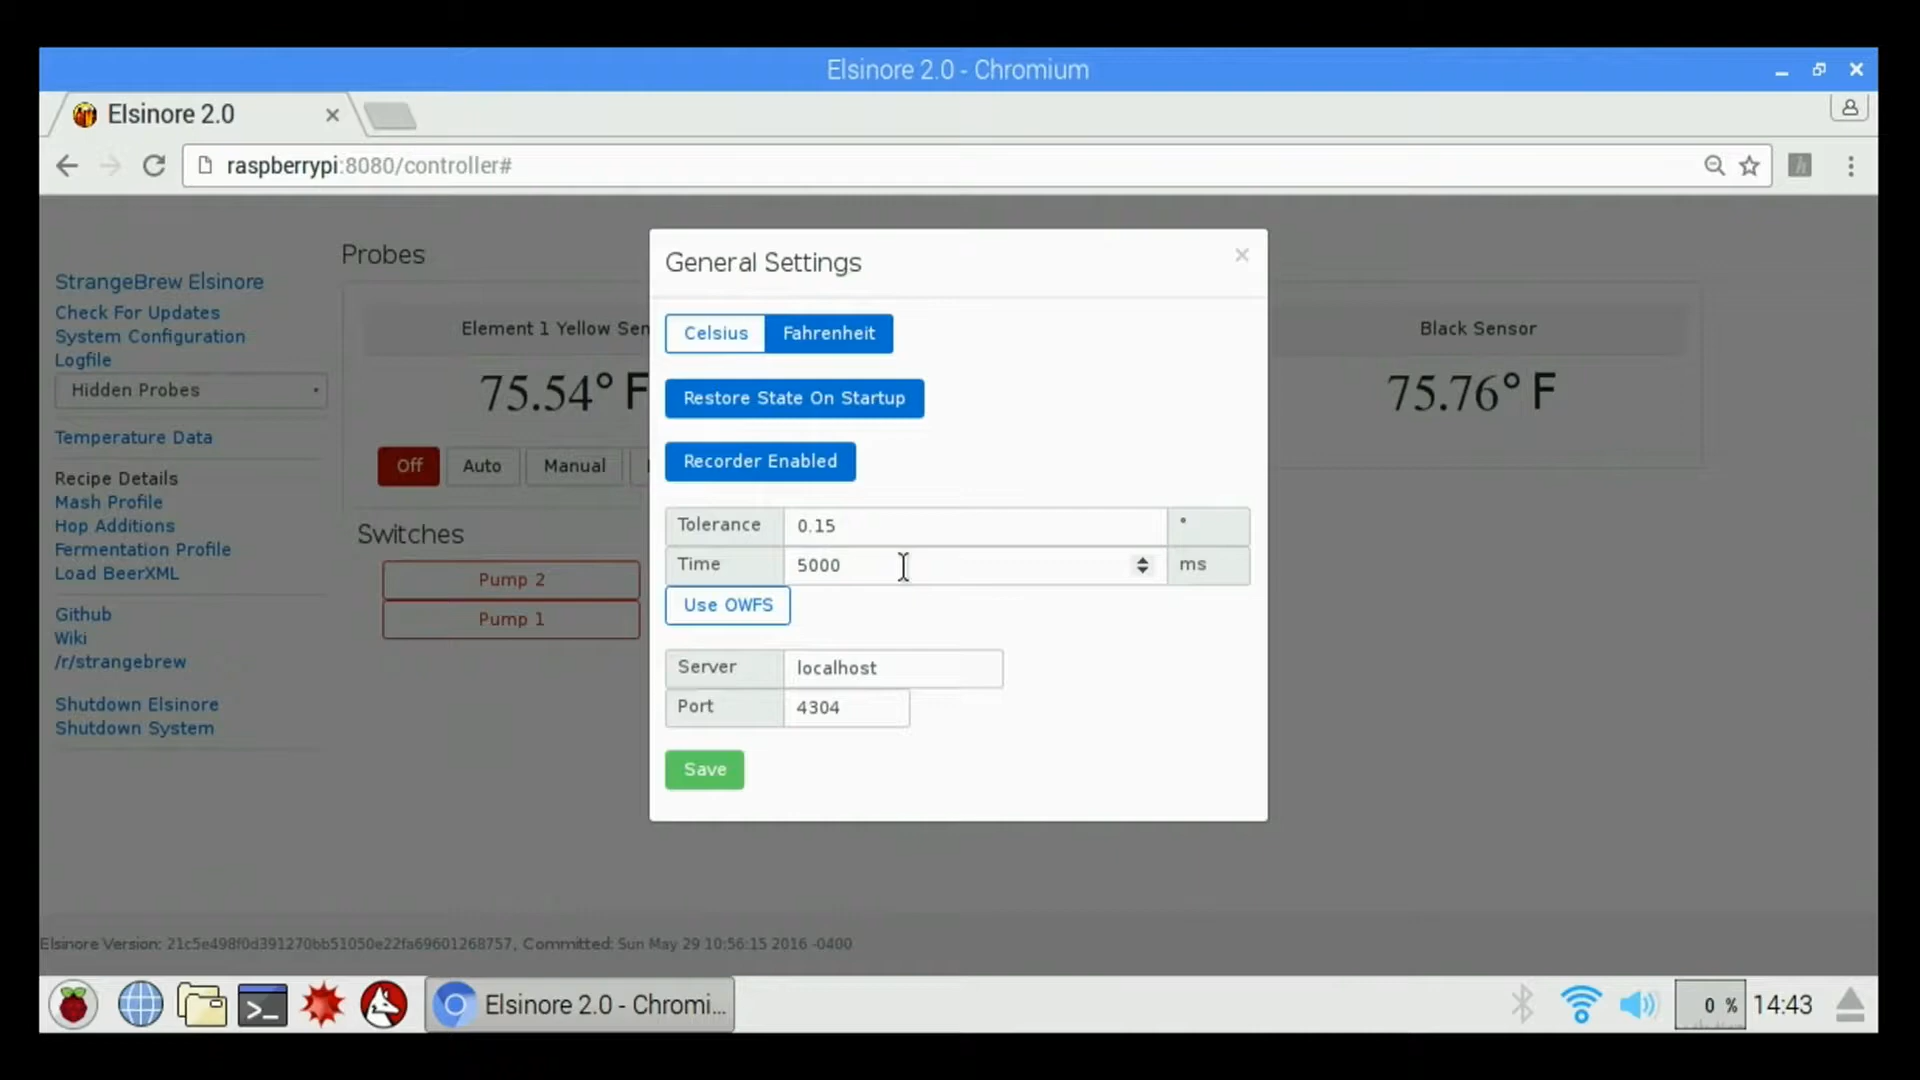 Elsinore 2.0 - Chromium
Elsinore 2.0
raspberrypi:8080/controller#
StrangeBrew Elsinore
Check For Updates
System Configuration
Logfile
Hidden Probes
Temperature Data
Recipe Details
Mash Profile
Hop Additions
Fermentation Profile
Load BeerXML
Github
Wiki
/r/strangebrew
Shutdown Elsinore
Shutdown System
Probes
Element 1 Yellow Sen
75.54° F
Off Auto Manual
Switches
Pump 2
Pump 1
General Settings
×
Celsius Fahrenheit
Restore State On Startup
Recorder Enabled
Tolerance 0.15 °
Time 5000 ms
Use OWFS
Server localhost
Port 4304
Save
Black Sensor
75.76° F
Elsinore Version: 21c5e498f0d391270bb51050e22fa69601268757, Committed: Sun May 29 10:56:15 2016 -0400
Elsinore 2.0 - Chromi...
0 %
14:43